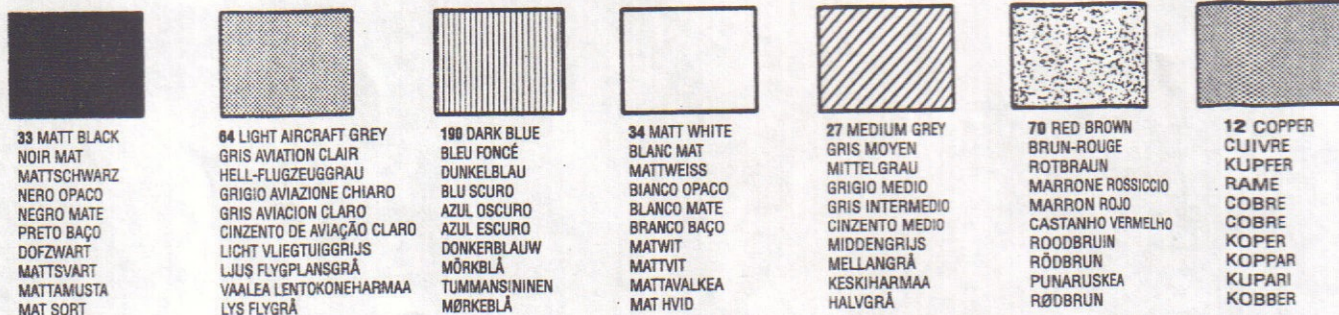 33 MATT BLACK
NOIR MAT
MATTSCHWARZ
NERO OPACO
NEGRO MATE
PRETO BAÇO
DOFZWART
MATTSVART
MATTAMUSTA
MAT SORT
64 LIGHT AIRCRAFT GREY
GRIS AVIATION CLAIR
HELL-FLUGZEUGGRAU
GRIGIO AVIAZIONE CHIARO
GRIS AVIACION CLARO
CINZENTO DE AVIAÇÃO CLARO
LICHT VLIEGTUIGGRIJS
LJUS FLYGPLANSGRÅ
VAALEA LENTOKONEHARMAA
LYS FLYGRÅ
190 DARK BLUE
BLEU FONCÉ
DUNKELBLAU
BLU SCURO
AZUL OSCURO
AZUL ESCURO
DONKERBLAUW
MÖRKBLÅ
TUMMANSININEN
MØRKEBLÅ
34 MATT WHITE
BLANC MAT
MATTWEISS
BIANCO OPACO
BLANCO MATE
BRANCO BAÇO
MATWIT
MATTVIT
MATTAVALKEA
MAT HVID
27 MEDIUM GREY
GRIS MOYEN
MITTELGRAU
GRIGIO MEDIO
GRIS INTERMEDIO
CINZENTO MEDIO
MIDDENGRIJS
MELLANGRÅ
KESKIHARMAA
HALVGRÅ
70 RED BROWN
BRUN-ROUGE
ROTBRAUN
MARRONE ROSSICCIO
MARRON ROJO
CASTANHO VERMELHO
ROODBRUIN
RÖDBRUN
PUNARUSKEA
RØDBRUN
12 COPPER
CUIVRE
KUPFER
RAME
COBRE
COBRE
KOPER
KOPPAR
KUPARI
KOBBER